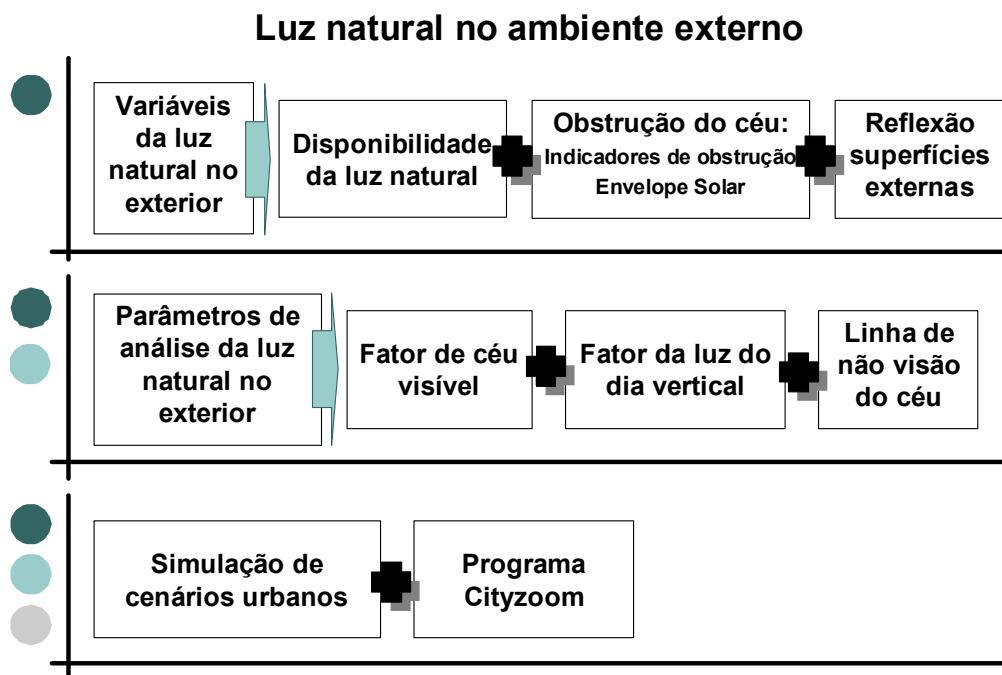 Luz natural no ambiente externo
Variáveis
da luz
natural no
exterior
Disponibilidade
da luz natural
Obstrução do céu:
Indicadores de obstrução
Envelope Solar
Reflexão
superfícies
externas
Parâmetros de
análise da luz
natural no
exterior
Fator de céu
visível
Fator da luz do
dia vertical
Linha de
não visão
do céu
Simulação de
cenários urbanos
Programa
Cityzoom